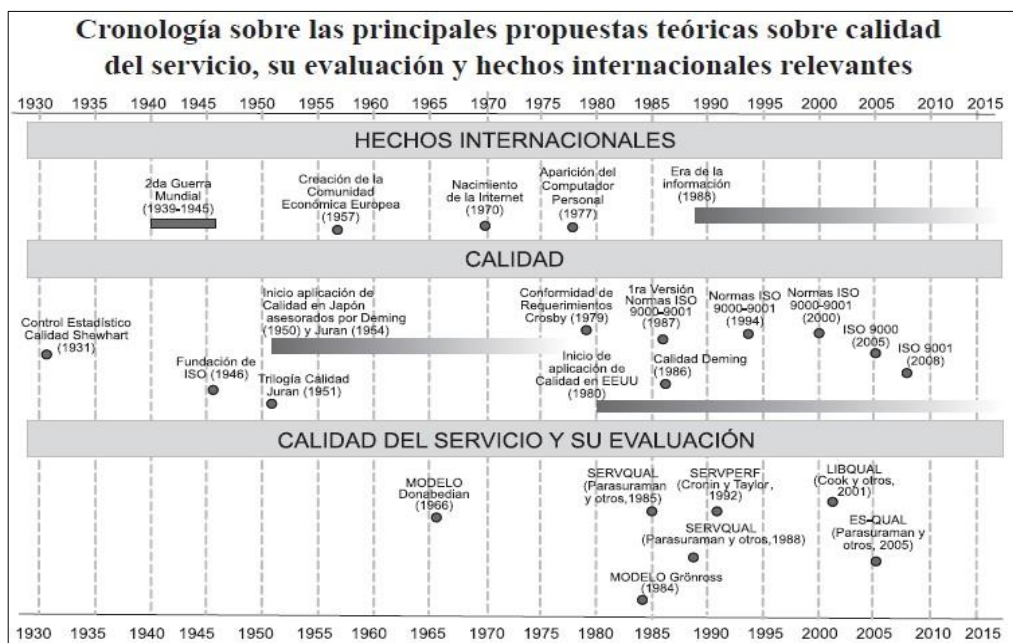 Cronología sobre las principales propuestas teóricas sobre calidad
del servicio, su evaluación y hechos internacionales relevantes
1930 1935 1940 1945 1950 1955 1960 1965 1970 1975 1980 1985 1990 1995 2000 2005 2010 2015
HECHOS INTERNACIONALES
2da Guerra
Mundial
(1939-1945)
Creación de la
Comunidad
Económica Europea
(1957)
Nacimiento
de la Internet
(1970)
Aparición del
Computador
Personal
(1977)
Era de la
información
(1988)
CALIDAD
Control Estadístico
Calidad Shewhart
(1931)
Fundación de
ISO (1946)
Inicio aplicación de
Calidad en Japón
asesorados por Deming
(1950) y Juran (1954)
Trilogía Calidad
Juran (1951)
Conformidad de
Requerimientos
Crosby (1979)
Inicio de
aplicación de
Calidad en EEUU
(1980)
1ra Versión
Normas ISO
9000-9001
(1987)
Calidad Deming
(1986)
Normas ISO
9000-9001
(1994)
Normas ISO
9000-9001
(2000)
ISO 9000
(2005)
ISO 9001
(2008)
CALIDAD DEL SERVICIO Y SU EVALUACIÓN
MODELO
Donabedian
(1966)
SERVQUAL
(Parasuraman
y otros,1985)
SERVPERF
(Cronin y Taylor,
1992)
SERVQUAL
(Parasuraman y otros,1988)
MODELO Grönross
(1984)
LIBQUAL
(Cook y otros,
2001)
ES-QUAL
(Parasuraman y
otros, 2005)
1930 1935 1940 1945 1950 1955 1960 1965 1970 1975 1980 1985 1990 1995 2000 2005 2010 2015